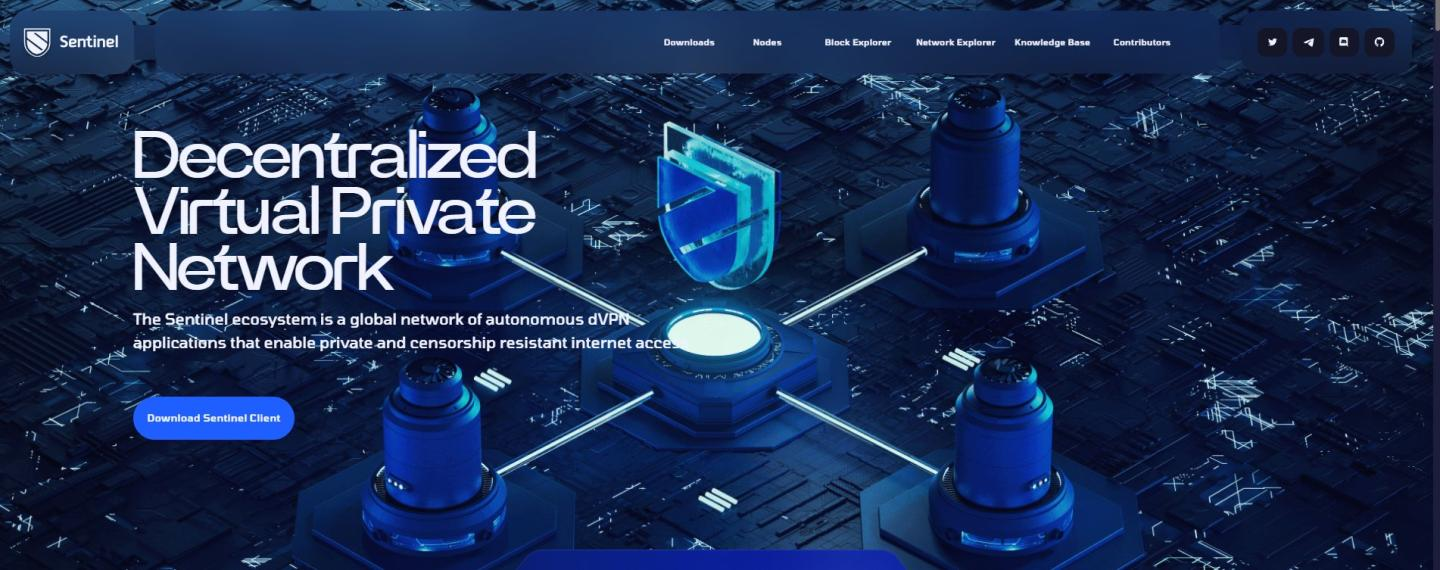 Sentinel
Downloads Nodes Block Explorer Network Explorer Knowledge Base Contributors
Decentralized
Virtual Private
Network
The Sentinel ecosystem is a global network of autonomous dVPN
applications that enable private and censorship resistant internet access
Download Sentinel Client